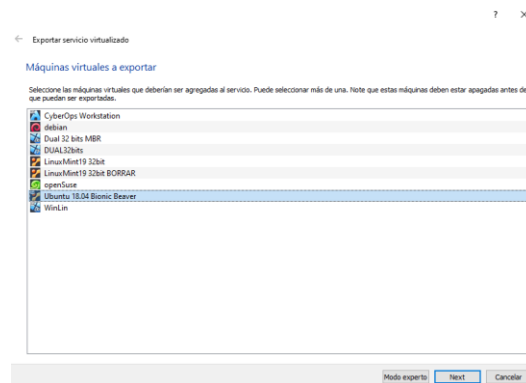 ?
Exportar servicio virtualizado
Máquinas virtuales a exportar
Seleccione las máquinas virtuales que deberían ser agregadas al servicio. Puede seleccionar más de una. Note que estas máquinas deben estar apagadas antes de
que puedan ser exportadas.
CyberOps Workstation
debian
Dual 32 bits MBR
DUAL32bits
LinuxMint19 32bit
LinuxMint19 32bit BORRAR
openSuse
Ubuntu 18.04 Bionic Beaver
WinLin
Modo experto Next Cancelar